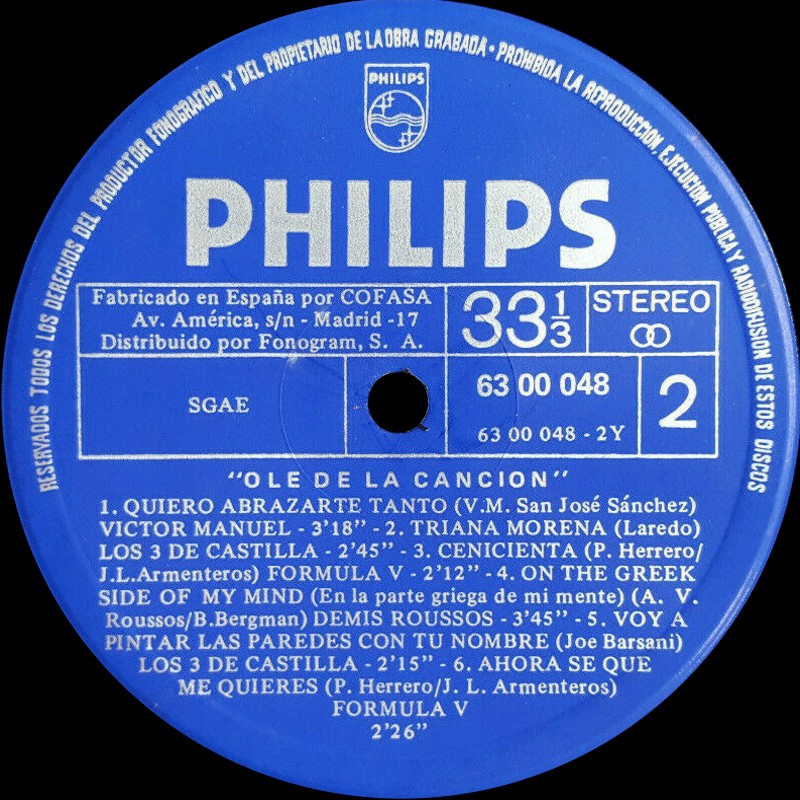 RESERVADOS TODOS LOS DERECHOS DEL PRODUCTOR FONOGRAFICO Y DEL PROPIETARIO DE LA OBRA GRABADA · PROHIBIDA LA REPRODUCCION, EJECUCION PUBLICA Y RADIODIFUSION DE ESTOS DISCOS
PHILIPS
PHILIPS
Fabricado en España por COFASA
Av. América, s/n - Madrid -17
Distribuido por Fonogram, S. A.
33 1/3
STEREO
SGAE
63 00 048
63 00 048 - 2Y
2
"OLE DE LA CANCION"
1. QUIERO ABRAZARTE TANTO (V.M. San José Sánchez)
VICTOR MANUEL - 3'18" - 2. TRIANA MORENA (Laredo)
LOS 3 DE CASTILLA - 2'45" - 3. CENICIENTA (P. Herrero/
J.L.Armenteros) FORMULA V - 2'12" - 4. ON THE GREEK
SIDE OF MY MIND (En la parte griega de mi mente) (A. V.
Roussos/B.Bergman) DEMIS ROUSSOS - 3'45" - 5. VOY A
PINTAR LAS PAREDES CON TU NOMBRE (Joe Barsani)
LOS 3 DE CASTILLA - 2'15" - 6. AHORA SE QUE
ME QUIERES (P. Herrero/J. L. Armenteros)
FORMULA V
2'26"